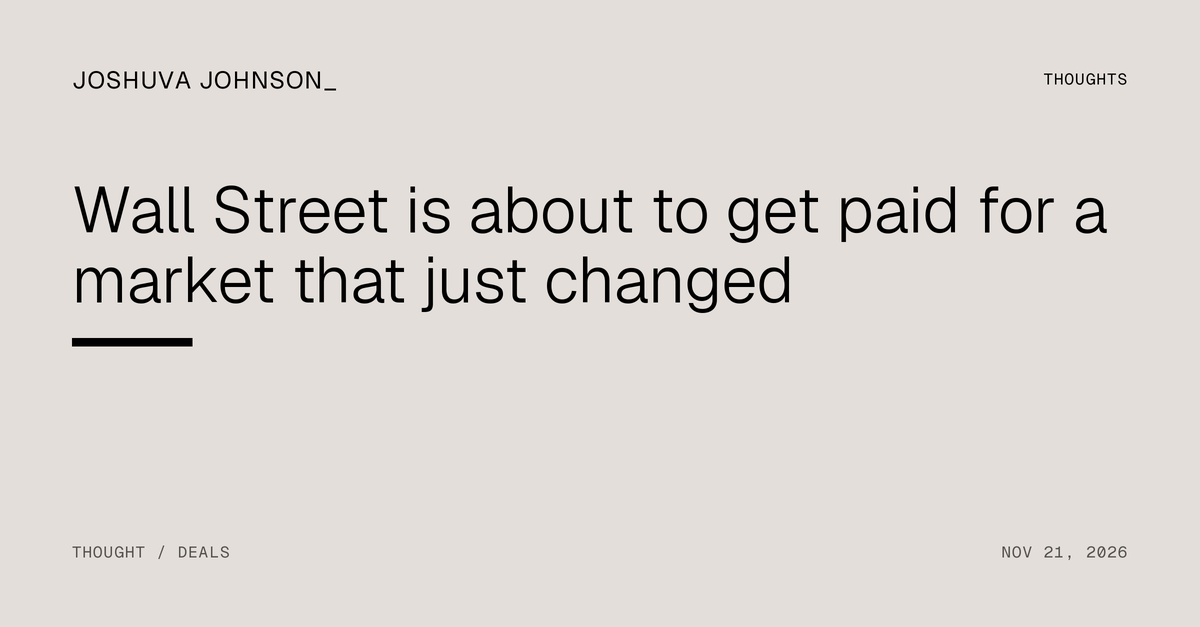 JOSHUVA JOHNSON_
THOUGHTS
Wall Street is about to get paid for a
market that just changed
THOUGHT / DEALS
NOV 21, 2026